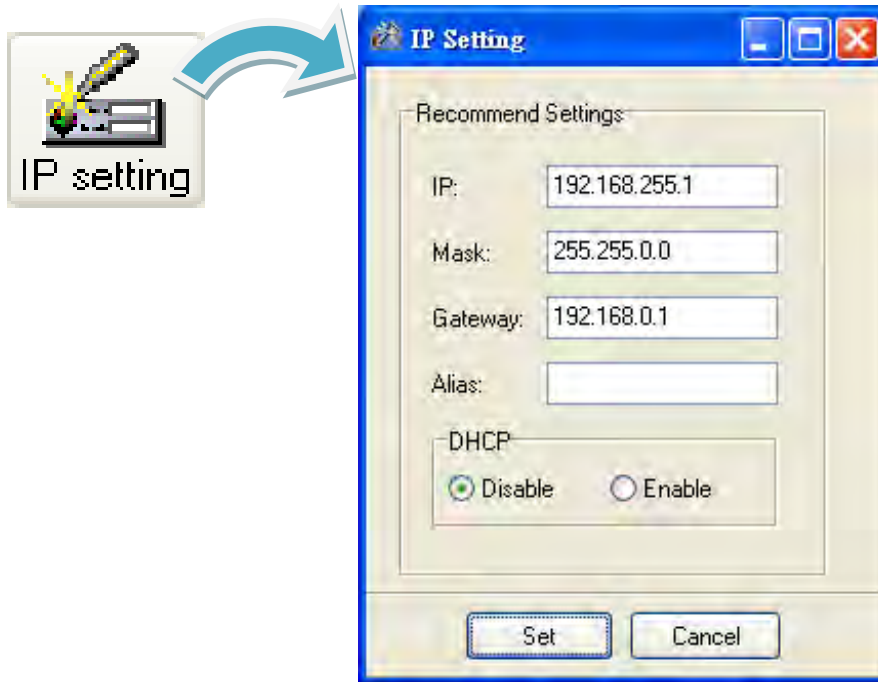 IP setting
IP Setting
Recommend Settings
IP: 192.168.255.1
Mask: 255.255.0.0
Gateway: 192.168.0.1
Alias:
DHCP
Disable Enable
Set Cancel